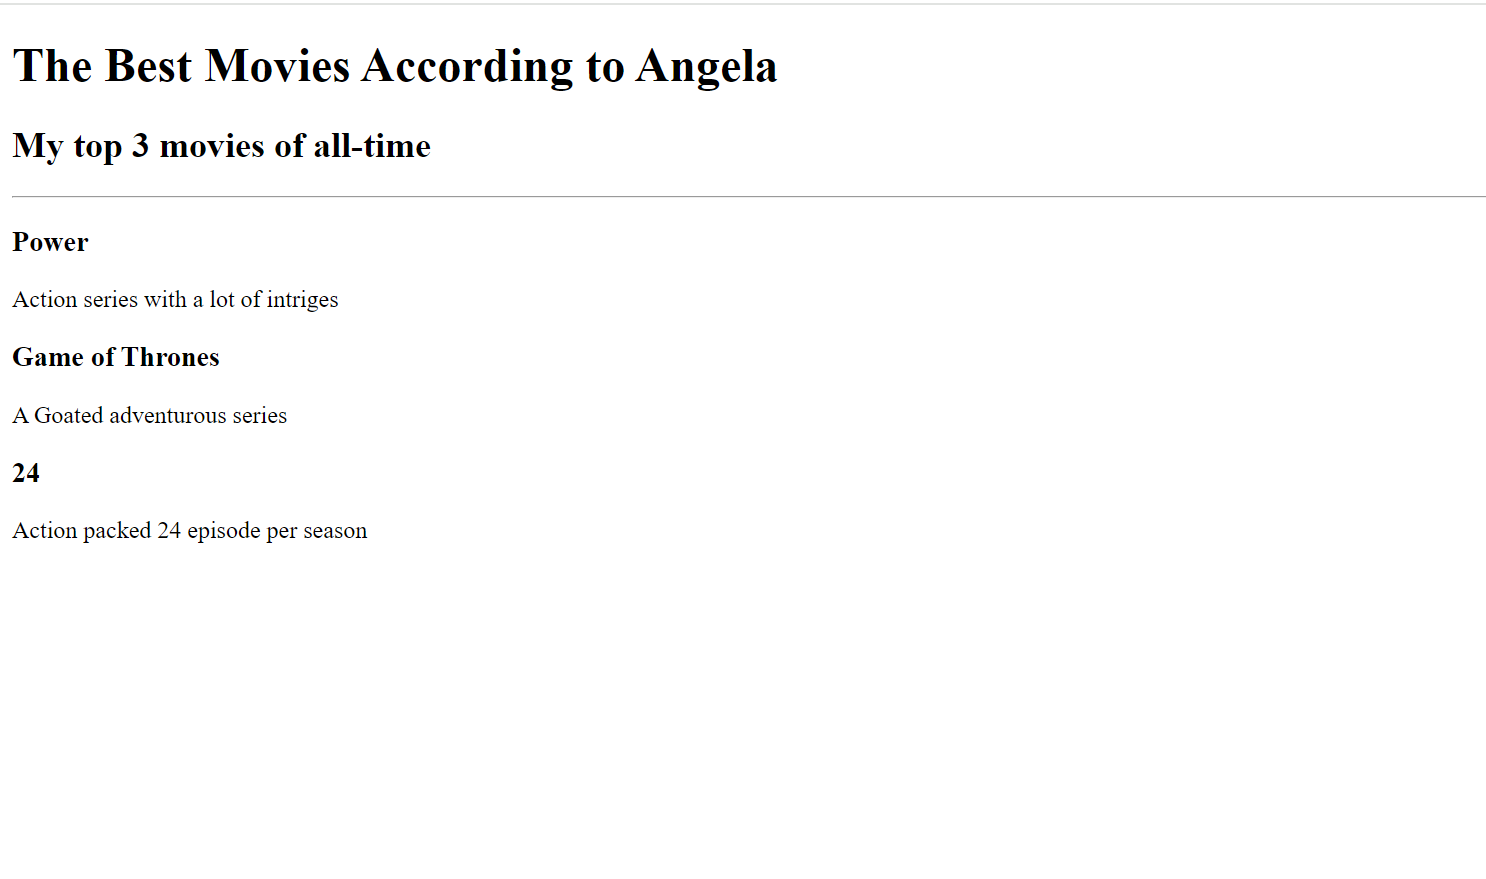 The Best Movies According to Angela
My top 3 movies of all-time
Power
Action series with a lot of intriges
Game of Thrones
A Goated adventurous series
24
Action packed 24 episode per season